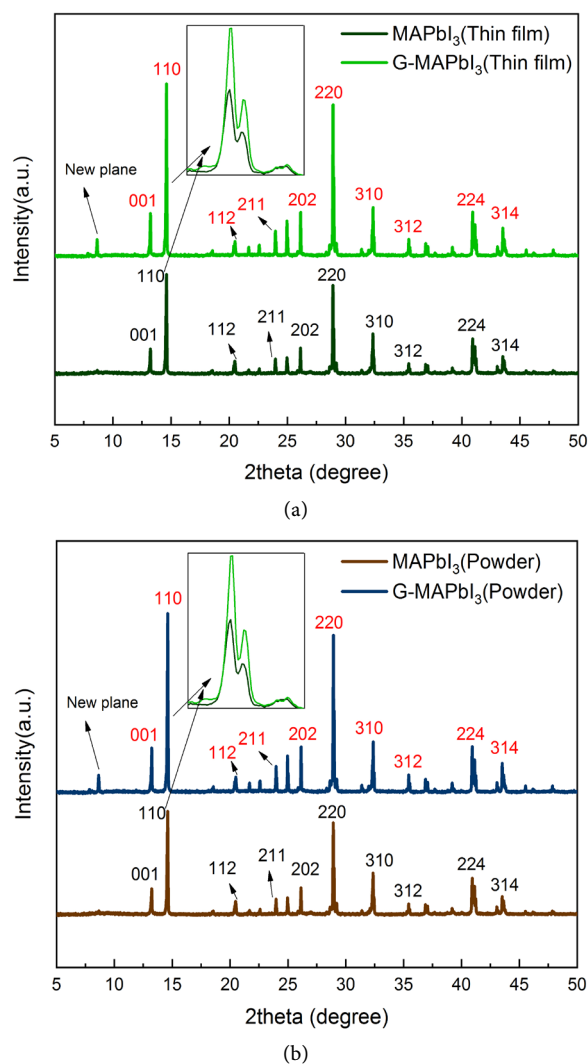 MAPbI₃(Thin film)
G-MAPbI₃(Thin film)
110
220
New plane
001
112
211
202
310
312
224
314
110
001
112
211
202
220
310
312
224
314
Intensity(a.u.)
5 10 15 20 25 30 35 40 45 50
2theta (degree)
(a)
MAPbI₃(Powder)
G-MAPbI₃(Powder)
110
220
New plane
001
112
211
202
310
312
224
314
110
001
112
211
202
220
310
312
224
314
Intensity(a.u.)
5 10 15 20 25 30 35 40 45 50
2theta (degree)
(b)